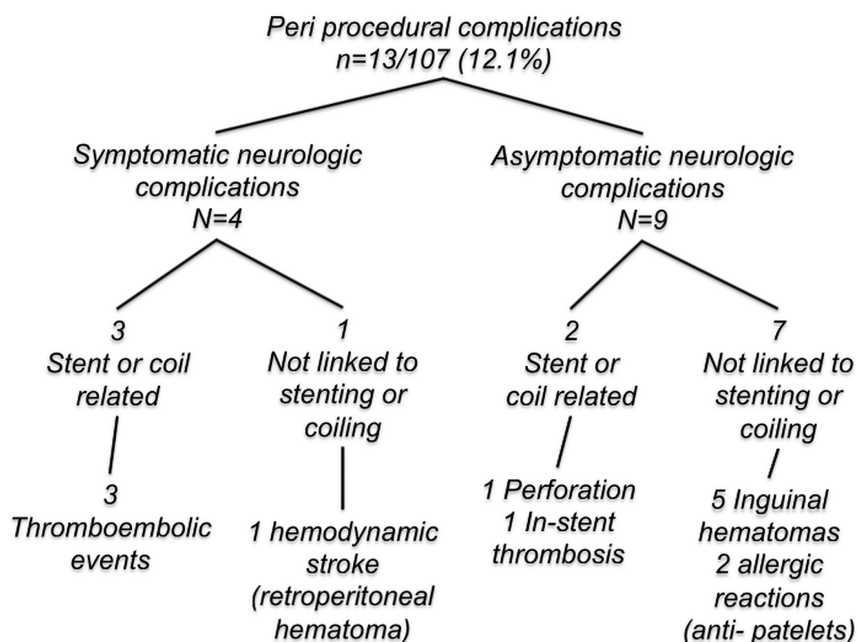 Peri procedural complications
n=13/107 (12.1%)
Symptomatic neurologic
complications
N=4
Asymptomatic neurologic
complications
N=9
3
Stent or coil
related
1
Not linked to
stenting or
coiling
2
Stent or
coil related
7
Not linked to
stenting or
coiling
3
Thromboembolic
events
1 hemodynamic
stroke
(retroperitoneal
hematoma)
1 Perforation
1 In-stent
thrombosis
5 Inguinal
hematomas
2 allergic
reactions
(anti- patelets)